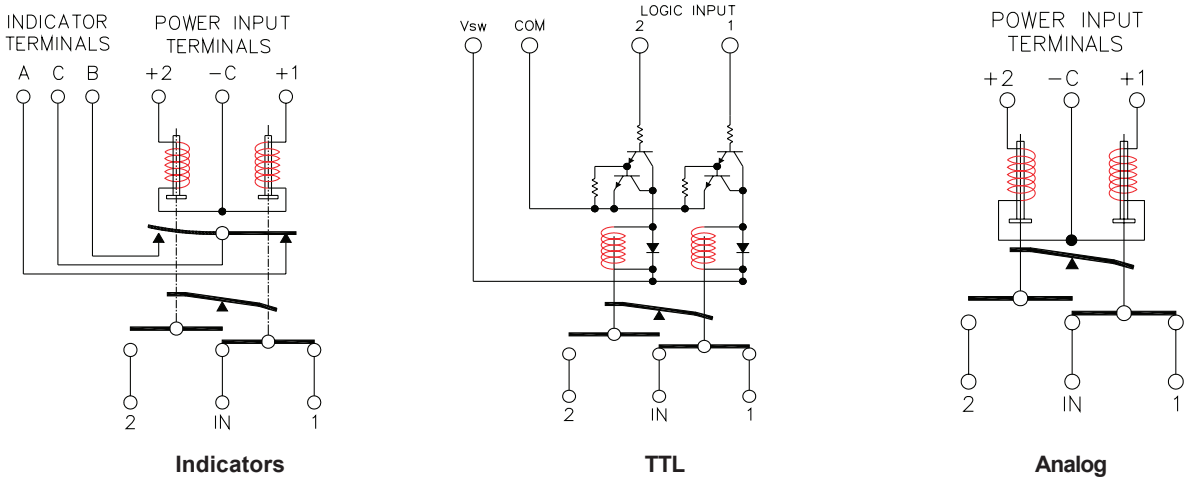 INDICATOR
TERMINALS
A C B
POWER INPUT
TERMINALS
+2 −C +1
2 IN 1
Indicators
LOGIC INPUT
Vsw COM 2 1
2 IN 1
TTL
POWER INPUT
TERMINALS
+2 −C +1
2 IN 1
Analog